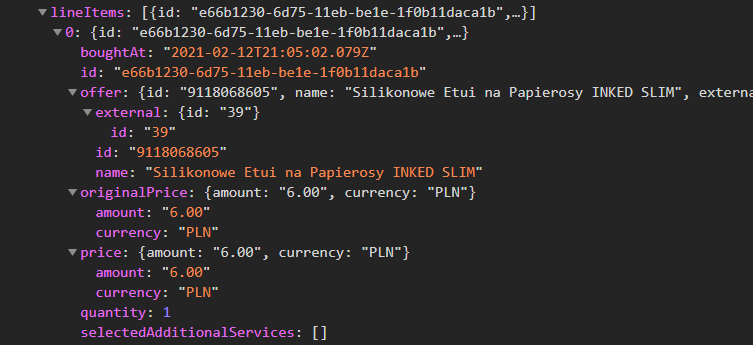 lineItems: [{id: "e66b1230-6d75-11eb-be1e-1f0b11daca1b",…}]
0: {id: "e66b1230-6d75-11eb-be1e-1f0b11daca1b",…}
boughtAt: "2021-02-12T21:05:02.079Z"
id: "e66b1230-6d75-11eb-be1e-1f0b11daca1b"
offer: {id: "9118068605", name: "Silikonowe Etui na Papierosy INKED SLIM", externa
external: {id: "39"}
id: "39"
id: "9118068605"
name: "Silikonowe Etui na Papierosy INKED SLIM"
originalPrice: {amount: "6.00", currency: "PLN"}
amount: "6.00"
currency: "PLN"
price: {amount: "6.00", currency: "PLN"}
amount: "6.00"
currency: "PLN"
quantity: 1
selectedAdditionalServices: []